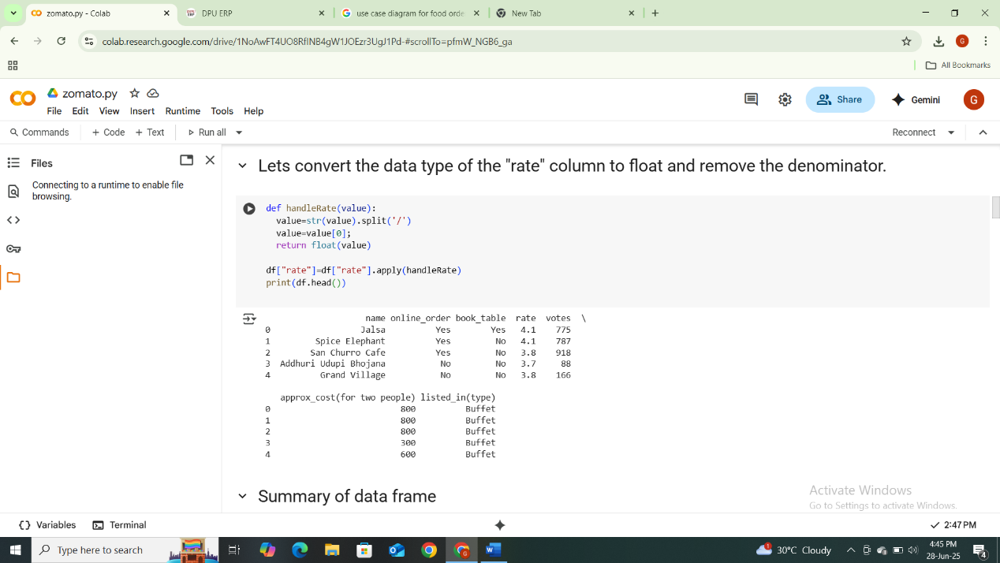 zomato.py - Colab
DPU ERP
use case diagram for food orde
New Tab
colab.research.google.com/drive/1NoAwFT4UO8RfINB4gW1JOEzr3UgJ1Pd-#scrollTo=pfmW_NGB6_ga
G
All Bookmarks
CO zomato.py
File Edit View Insert Runtime Tools Help
Share
Gemini
G
Commands + Code + Text Run all
Reconnect
Files
Connecting to a runtime to enable file
browsing.
Lets convert the data type of the "rate" column to float and remove the denominator.
def handleRate(value):
value=str(value).split('/')
value=value[0];
return float(value)
df["rate"]=df["rate"].apply(handleRate)
print(df.head())
name online_order book_table rate votes \
0 Jalsa Yes Yes 4.1 775
1 Spice Elephant Yes No 4.1 787
2 San Churro Cafe Yes No 3.8 918
3 Addhuri Udupi Bhojana No No 3.7 88
4 Grand Village No No 3.8 166
approx_cost(for two people) listed_in(type)
0 800 Buffet
1 800 Buffet
2 800 Buffet
3 300 Buffet
4 600 Buffet
Summary of data frame
Activate Windows
Go to Settings to activate Windows.
{} Variables Terminal
✓ 2:47 PM
Type here to search
1
30°C Cloudy
4:45 PM
28-Jun-25
4